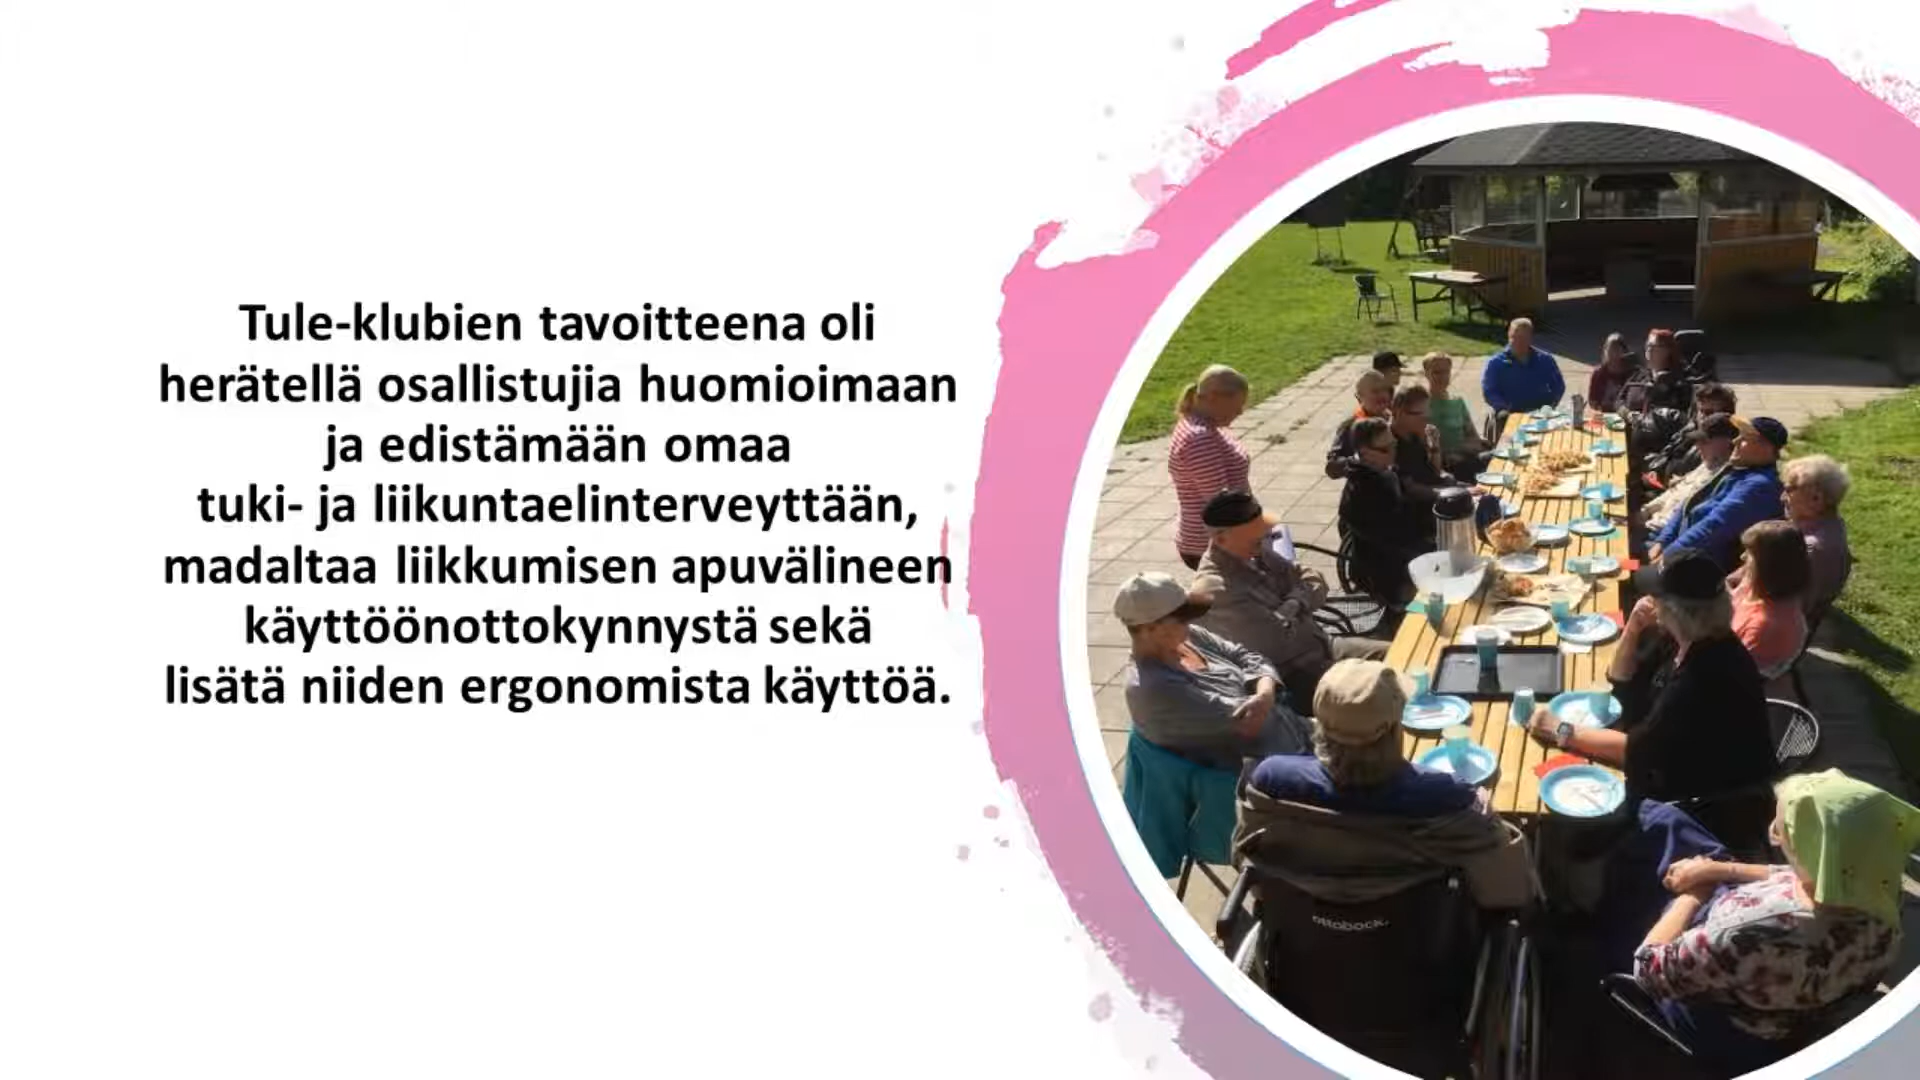 Tule-klubien tavoitteena oli
herätellä osallistujia huomioimaan
ja edistämään omaa
tuki- ja liikuntaelinterveyttään,
madaltaa liikkumisen apuvälineen
käyttöönottokynnystä sekä
lisätä niiden ergonomista käyttöä.
ottobock.